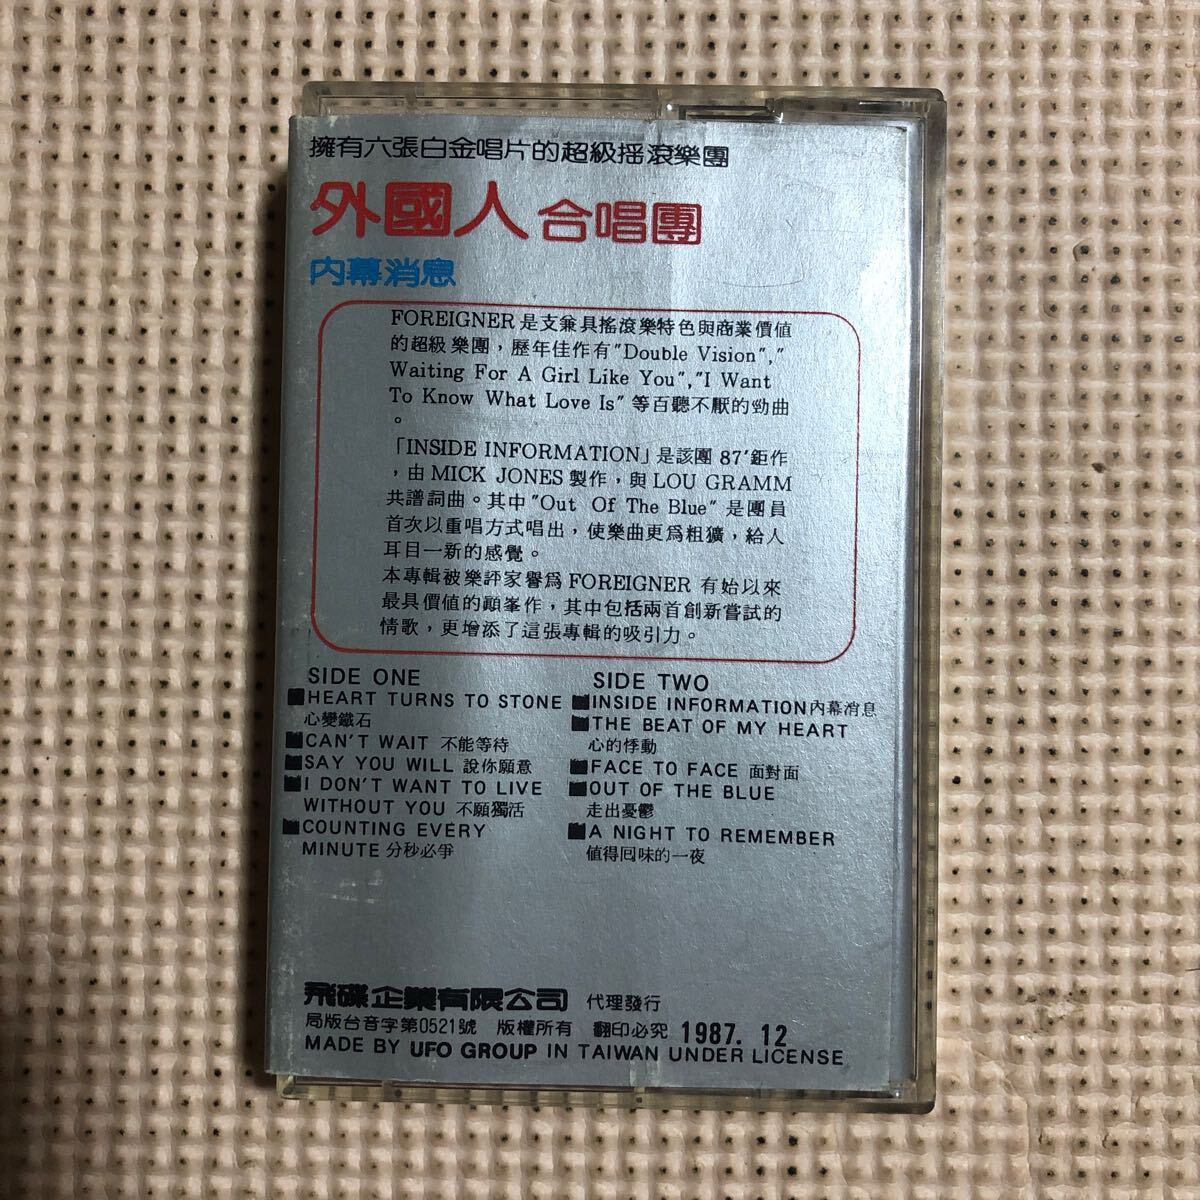 擁有六張白金唱片的超級摇滾樂團
外國人 合唱團
內幕消息
FOREIGNER 是支兼具搖滾樂特色與商業價值
的超級樂團，歷年佳作有"Double Vision","
Waiting For A Girl Like You","I Want
To Know What Love Is" 等百聽不厭的勁曲
。
「INSIDE INFORMATION」是該團 87'鉅作
，由 MICK JONES 製作，與 LOU GRAMM
共譜詞曲。其中"Out Of The Blue" 是團員
首次以重唱方式唱出，使樂曲更爲粗獷，給人
耳目一新的感覺。
本專輯被樂評家譽爲 FOREIGNER 有始以來
最具價值的顚峯作，其中包括兩首創新嘗試的
情歌，更增添了這張專輯的吸引力。
SIDE ONE
■HEART TURNS TO STONE
心變鐵石
■CAN'T WAIT 不能等待
■SAY YOU WILL 說你願意
■I DON'T WANT TO LIVE
WITHOUT YOU 不願獨活
■COUNTING EVERY
MINUTE 分秒必爭
SIDE TWO
■INSIDE INFORMATION內幕消息
■THE BEAT OF MY HEART
心的悸動
■FACE TO FACE 面對面
■OUT OF THE BLUE
走出憂鬱
■A NIGHT TO REMEMBER
值得回味的一夜
飛碟企業有限公司 代理發行
局版台音字第0521號 版權所有 翻印必究 1987. 12
MADE BY UFO GROUP IN TAIWAN UNDER LICENSE